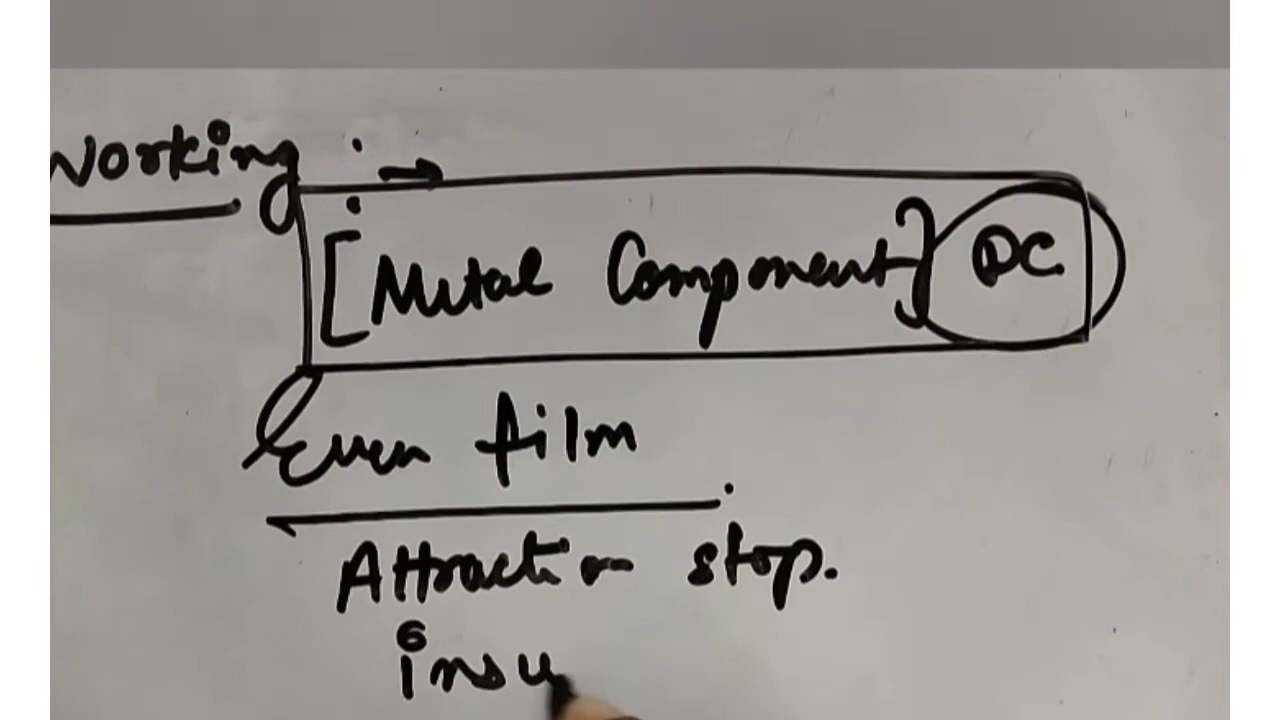 Working :→
[Metal Component] DC
Even film
Attraction stop.
insu